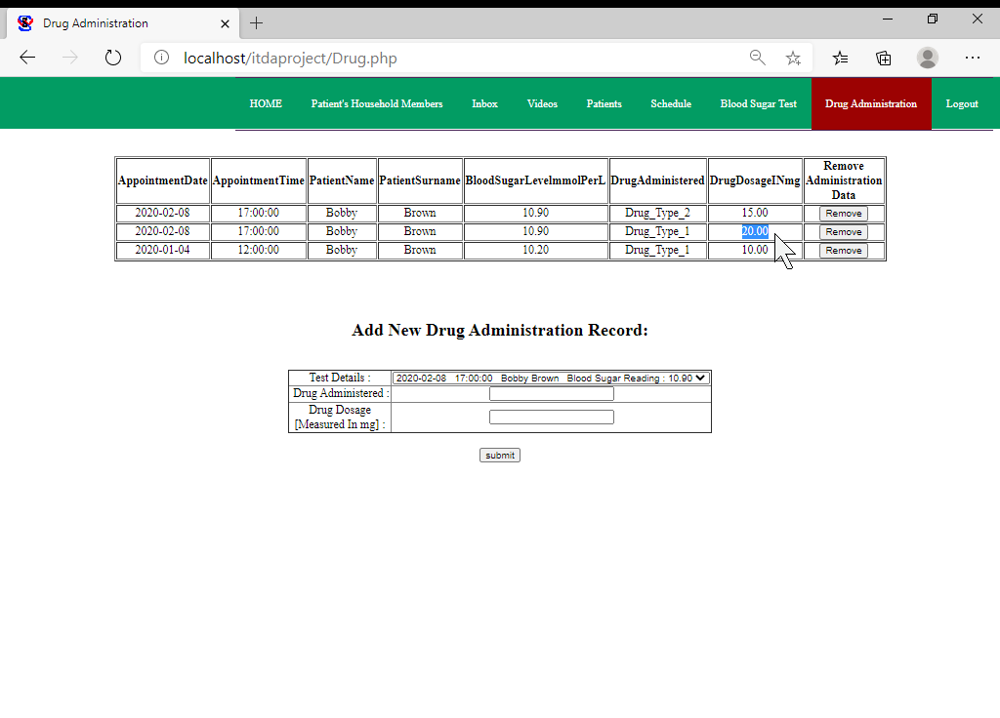 Drug Administration
localhost/itdaproject/Drug.php
HOME Patient's Household Members Inbox Videos Patients Schedule Blood Sugar Test Drug Administration Logout
AppointmentDate AppointmentTime PatientName PatientSurname BloodSugarLevelmmolPerL DrugAdministered DrugDosageINmg Remove Administration Data
2020-02-08 17:00:00 Bobby Brown 10.90 Drug_Type_2 15.00 Remove
2020-02-08 17:00:00 Bobby Brown 10.90 Drug_Type_1 20.00 Remove
2020-01-04 12:00:00 Bobby Brown 10.20 Drug_Type_1 10.00 Remove
Add New Drug Administration Record:
Test Details : 2020-02-08 17:00:00 Bobby Brown Blood Sugar Reading : 10.90
Drug Administered :
Drug Dosage
[Measured In mg] :
submit